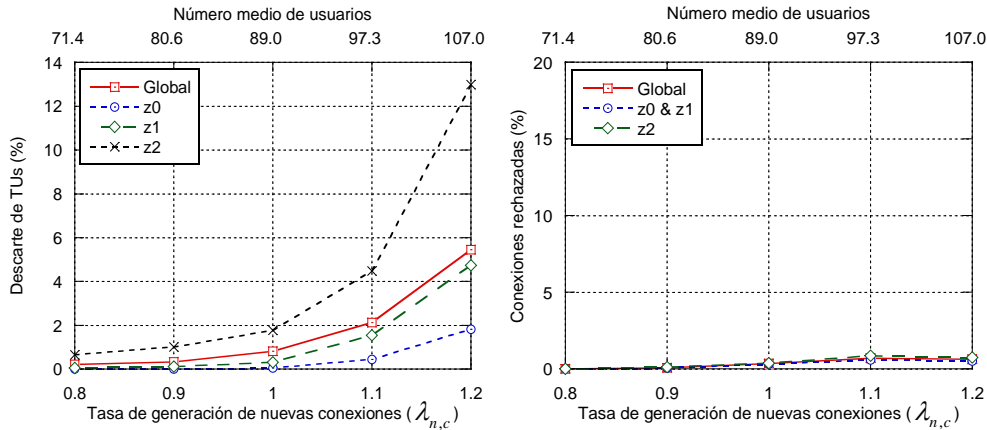 Número medio de usuarios
71.4 80.6 89.0 97.3 107.0
14
12
10
8
6
4
2
0
Descarte de TUs (%)
Global
z0
z1
z2
0.8 0.9 1 1.1 1.2
Tasa de generación de nuevas conexiones ( λn,c )
Número medio de usuarios
71.4 80.6 89.0 97.3 107.0
20
15
10
5
0
Conexiones rechazadas (%)
Global
z0 & z1
z2
0.8 0.9 1 1.1 1.2
Tasa de generación de nuevas conexiones ( λn,c )